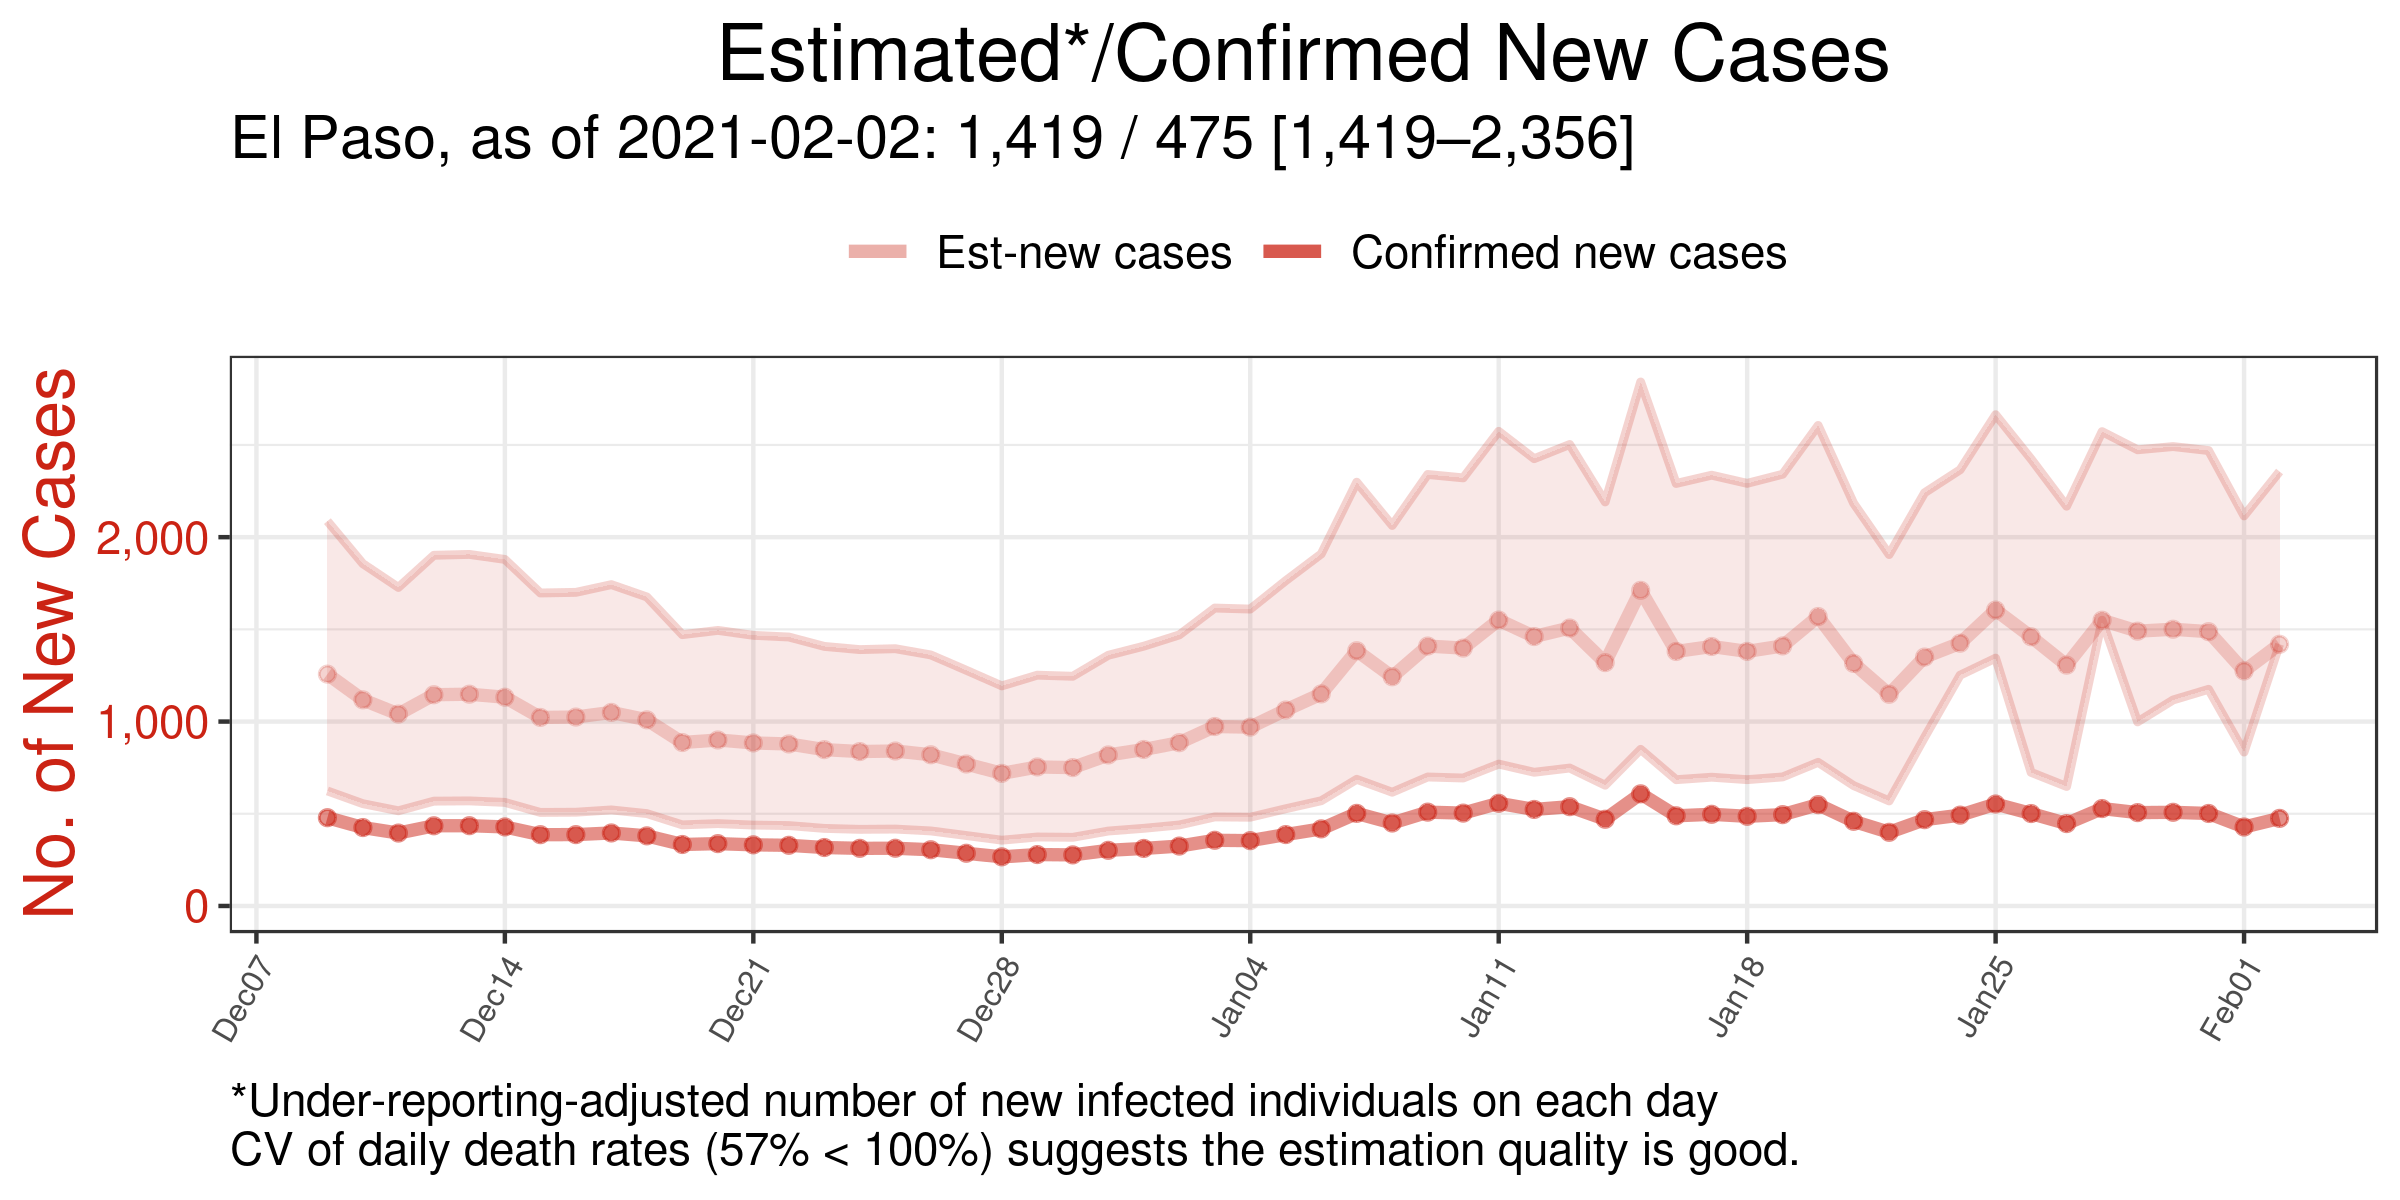 Estimated*/Confirmed New Cases
El Paso, as of 2021-02-02: 1,419 / 475 [1,419–2,356]
Est-new cases Confirmed new cases
No. of New Cases
2,000
1,000
0
Dec07 Dec14 Dec21 Dec28 Jan04 Jan11 Jan18 Jan25 Feb01
*Under-reporting-adjusted number of new infected individuals on each day
CV of daily death rates (57% < 100%) suggests the estimation quality is good.